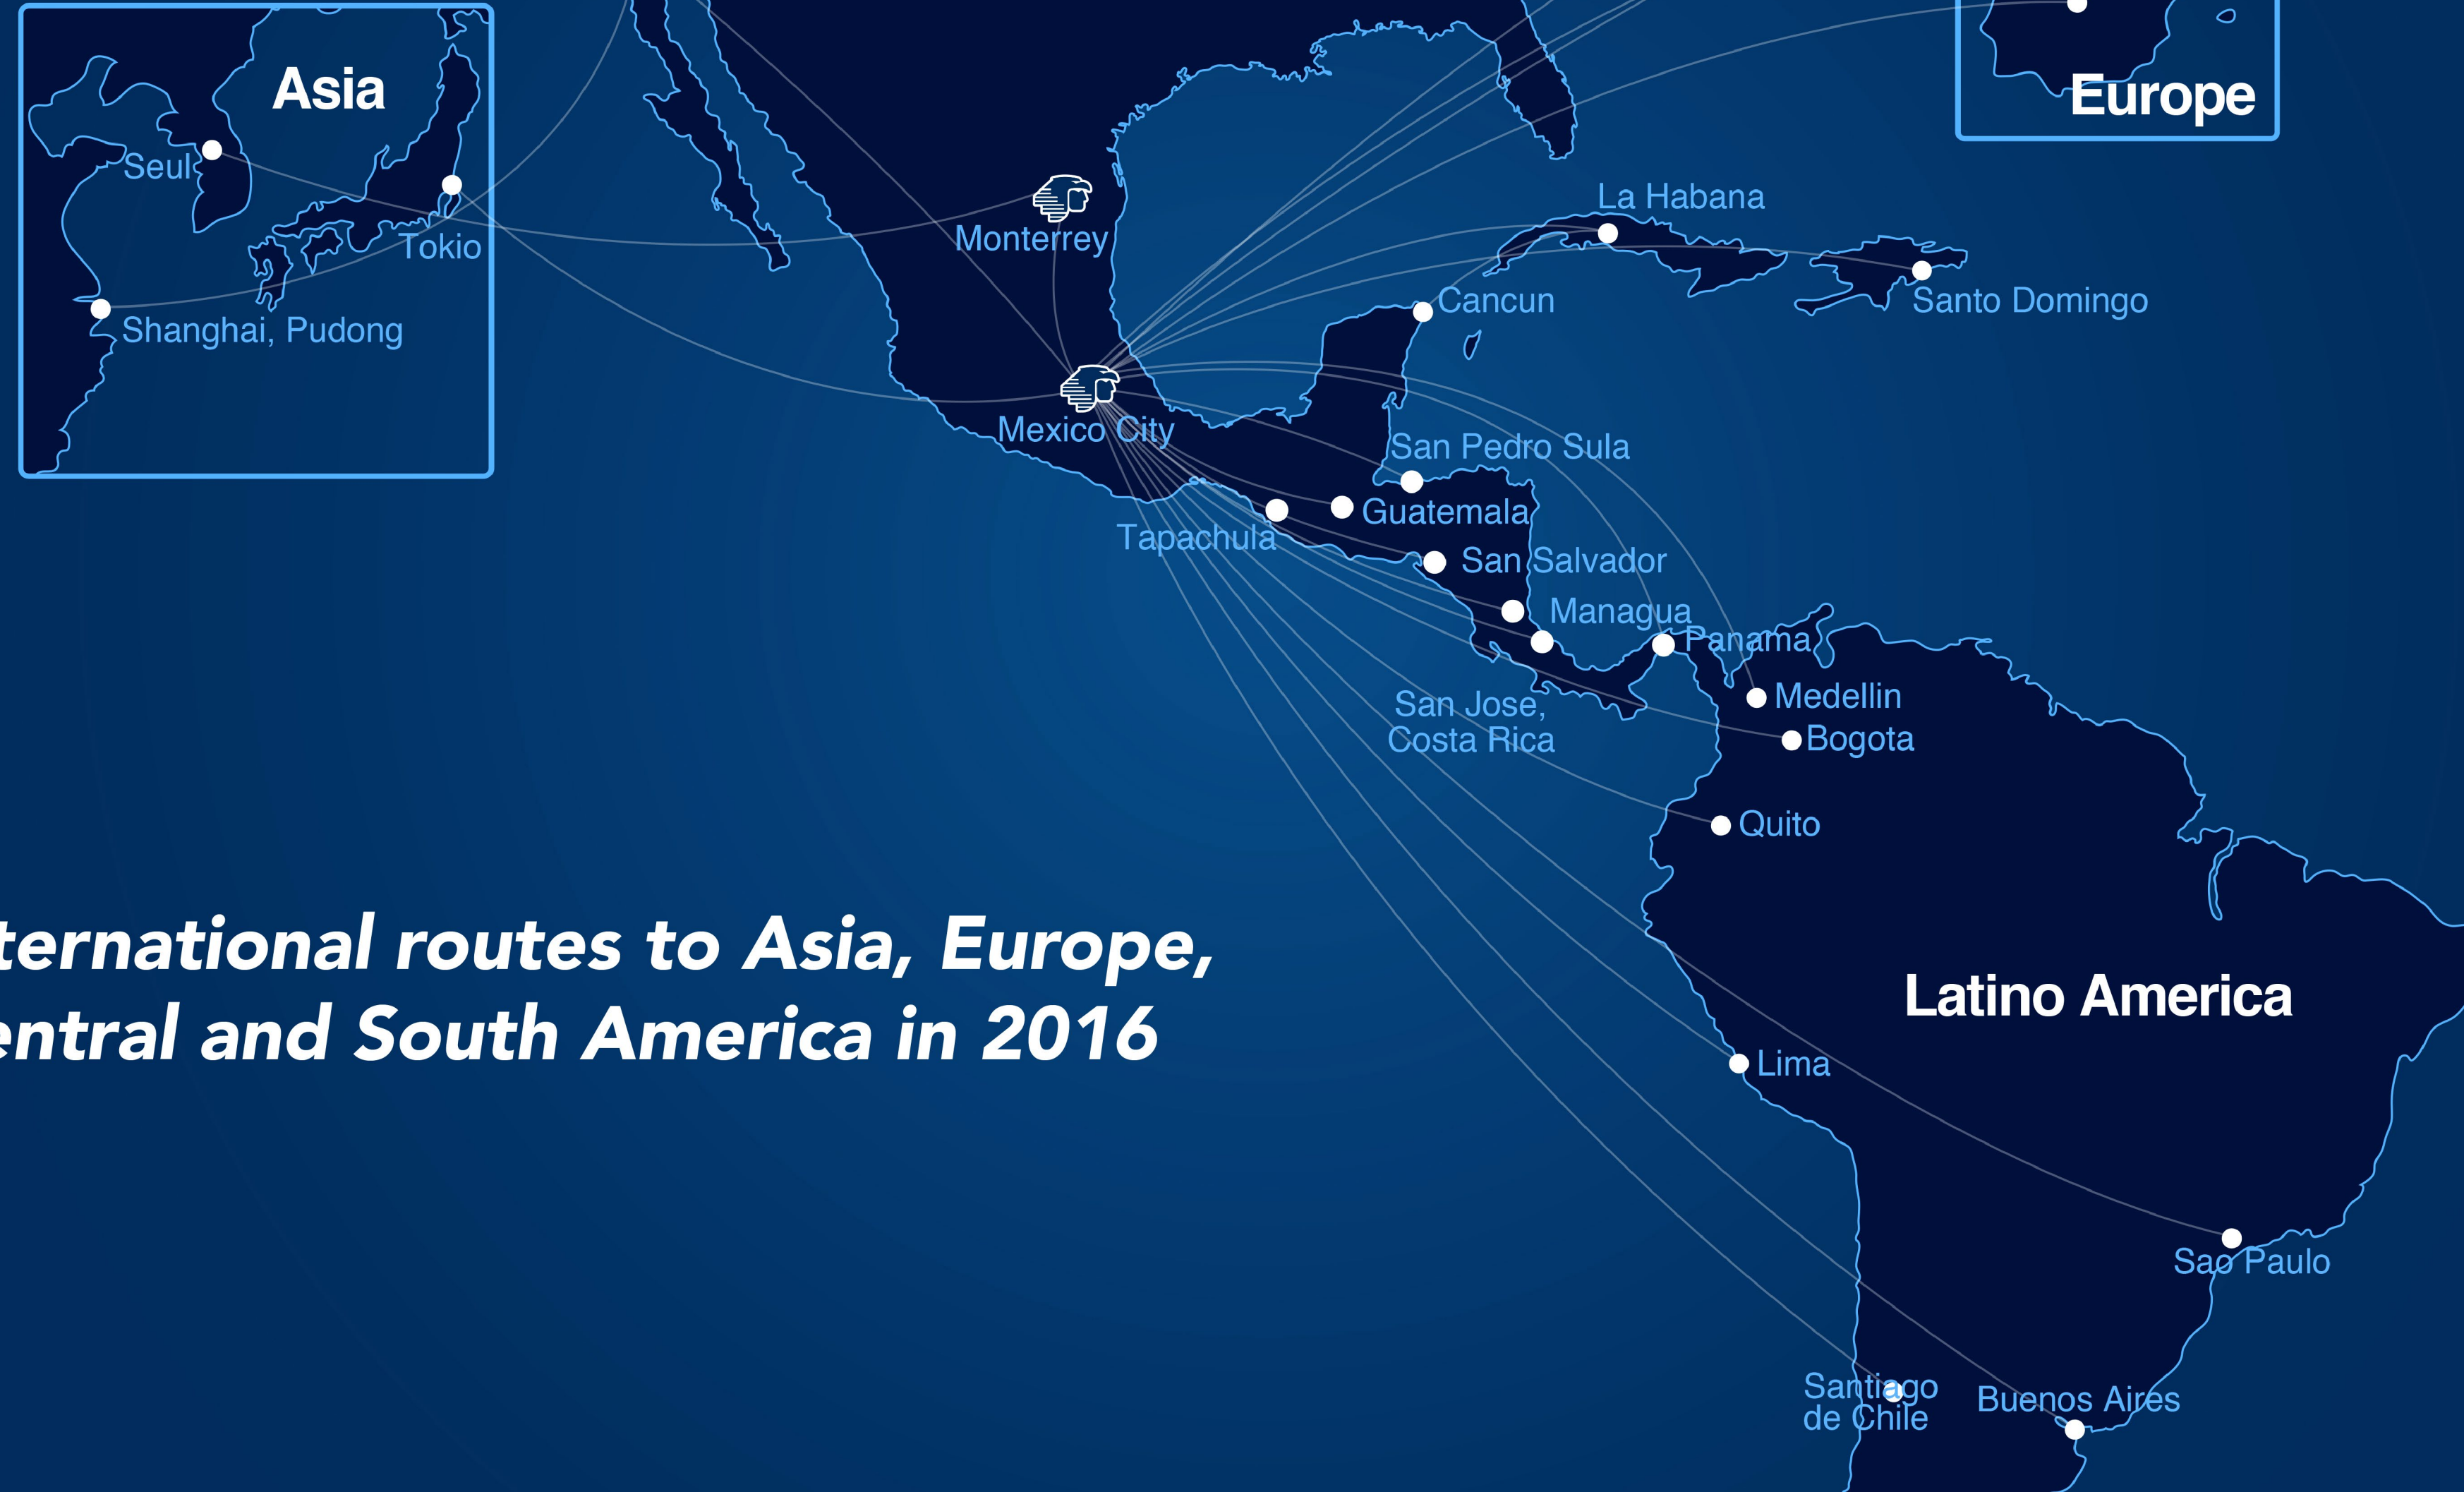 Asia
Europe
Seul
La Habana
Tokio
Monterrey
Cancun
Santo Domingo
Shanghai, Pudong
Mexico City
San Pedro Sula
Guatemala
Tapachula
San Salvador
Managua
Panama
Medellin
San Jose,
Costa Rica
Bogota
Quito
ternational routes to Asia, Europe,
entral and South America in 2016
Latino America
Lima
Sao Paulo
Santiago
de Chile
Buenos Aires